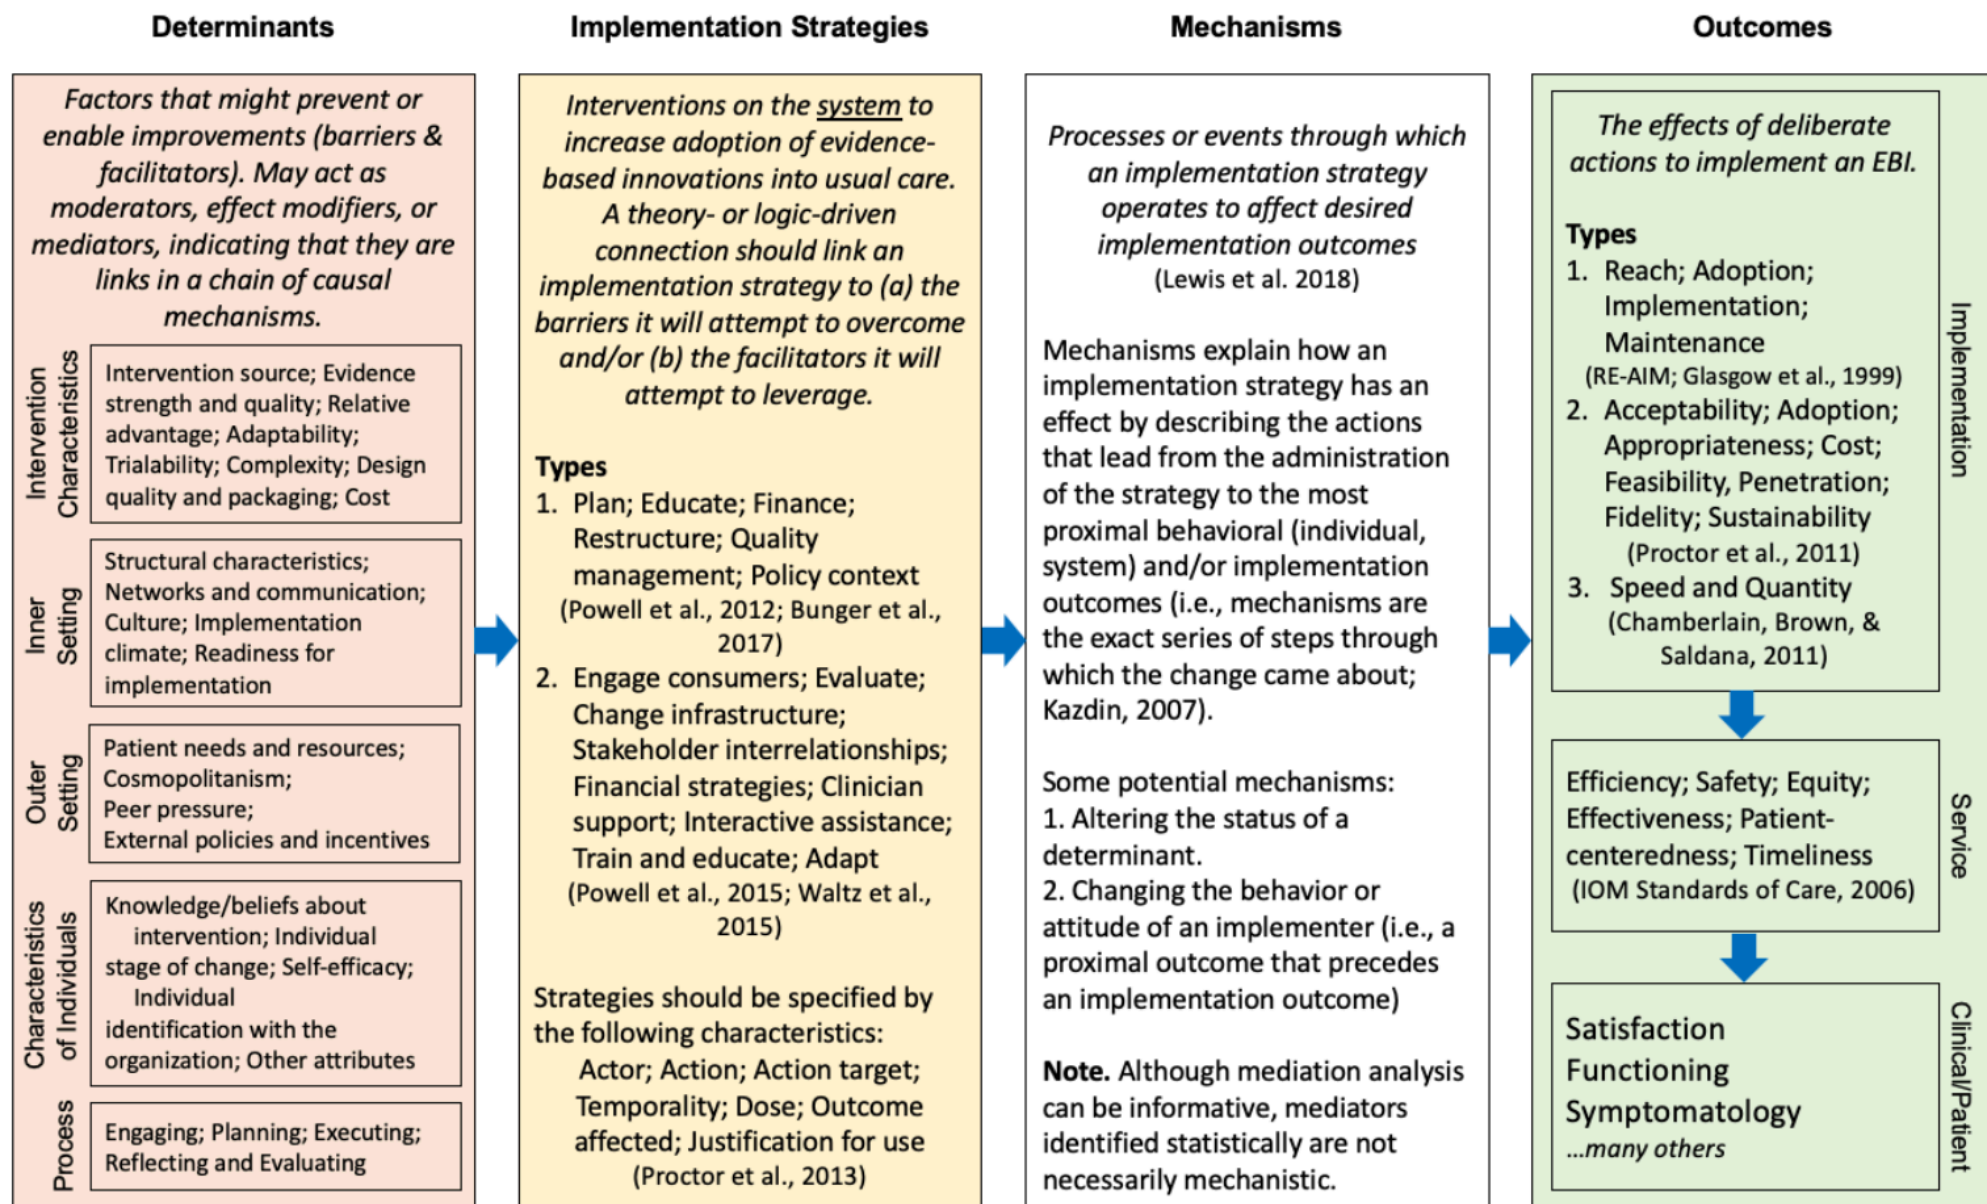 Determinants
Factors that might prevent or
enable improvements (barriers &
facilitators). May act as
moderators, effect modifiers, or
mediators, indicating that they are
links in a chain of causal
mechanisms.
Intervention
Characteristics
Intervention source; Evidence
strength and quality; Relative
advantage; Adaptability;
Trialability; Complexity; Design
quality and packaging; Cost
Inner
Setting
Structural characteristics;
Networks and communication;
Culture; Implementation
climate; Readiness for
implementation
Outer
Setting
Patient needs and resources;
Cosmopolitanism;
Peer pressure;
External policies and incentives
Characteristics
of Individuals
Knowledge/beliefs about
intervention; Individual
stage of change; Self-efficacy;
Individual
identification with the
organization; Other attributes
Process
Engaging; Planning; Executing;
Reflecting and Evaluating
Implementation Strategies
Interventions on the system to
increase adoption of evidence-
based innovations into usual care.
A theory- or logic-driven
connection should link an
implementation strategy to (a) the
barriers it will attempt to overcome
and/or (b) the facilitators it will
attempt to leverage.
Types
1. Plan; Educate; Finance;
Restructure; Quality
management; Policy context
(Powell et al., 2012; Bunger et al.,
2017)
2. Engage consumers; Evaluate;
Change infrastructure;
Stakeholder interrelationships;
Financial strategies; Clinician
support; Interactive assistance;
Train and educate; Adapt
(Powell et al., 2015; Waltz et al.,
2015)
Strategies should be specified by
the following characteristics:
Actor; Action; Action target;
Temporality; Dose; Outcome
affected; Justification for use
(Proctor et al., 2013)
Mechanisms
Processes or events through which
an implementation strategy
operates to affect desired
implementation outcomes
(Lewis et al. 2018)
Mechanisms explain how an
implementation strategy has an
effect by describing the actions
that lead from the administration
of the strategy to the most
proximal behavioral (individual,
system) and/or implementation
outcomes (i.e., mechanisms are
the exact series of steps through
which the change came about;
Kazdin, 2007).
Some potential mechanisms:
1. Altering the status of a
determinant.
2. Changing the behavior or
attitude of an implementer (i.e., a
proximal outcome that precedes
an implementation outcome)
Note. Although mediation analysis
can be informative, mediators
identified statistically are not
necessarily mechanistic.
Outcomes
The effects of deliberate
actions to implement an EBI.
Types
1. Reach; Adoption;
Implementation;
Maintenance
(RE-AIM; Glasgow et al., 1999)
2. Acceptability; Adoption;
Appropriateness; Cost;
Feasibility, Penetration;
Fidelity; Sustainability
(Proctor et al., 2011)
3. Speed and Quantity
(Chamberlain, Brown, &
Saldana, 2011)
Implementation
Efficiency; Safety; Equity;
Effectiveness; Patient-
centeredness; Timeliness
(IOM Standards of Care, 2006)
Service
Satisfaction
Functioning
Symptomatology
...many others
Clinical/Patient